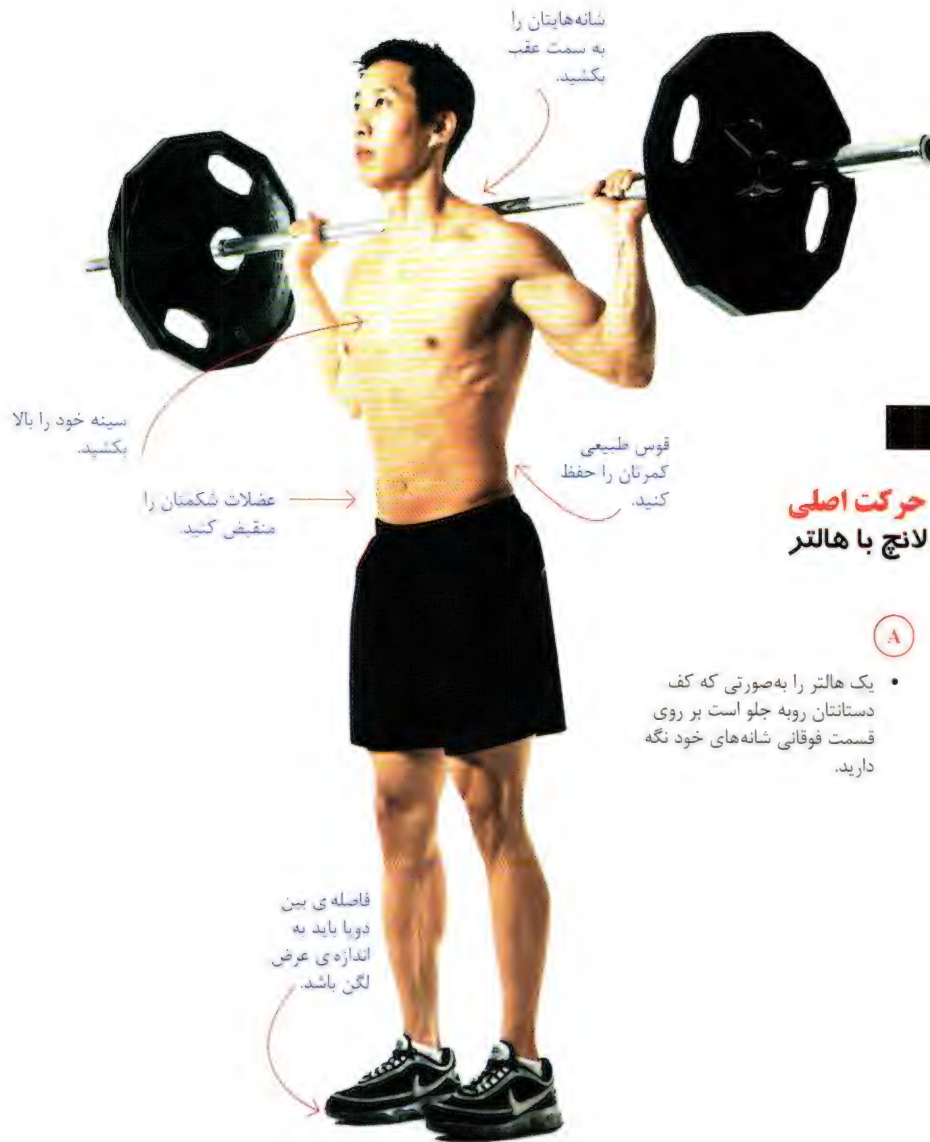 شانه‌هایتان را
به سمت عقب
بکشید.
سینه خود را بالا
بکشید.
قوس طبیعی
کمرتان را حفظ
کنید.
عضلات شکمتان را
منقبض کنید.
حرکت اصلی
لانچ با هالتر
A
• یک هالتر را به‌صورتی که کف
دستانتان روبه جلو است بر روی
قسمت فوقانی شانه‌های خود نگه
دارید.
فاصله ی بین
دوپا باید به
اندازه ی عرض
لگن باشد.